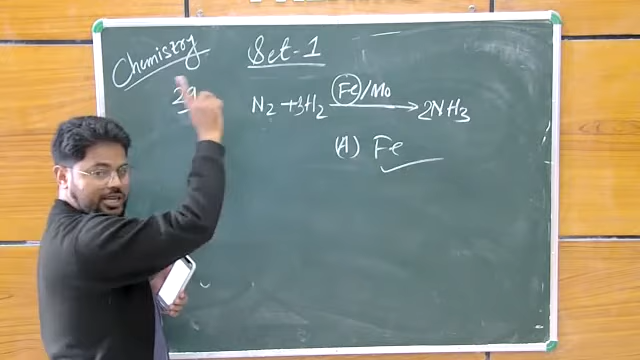 Chemistry
Set-1
29
Fe/Mo
N2 + 3H2 → 2NH3
(A) Fe